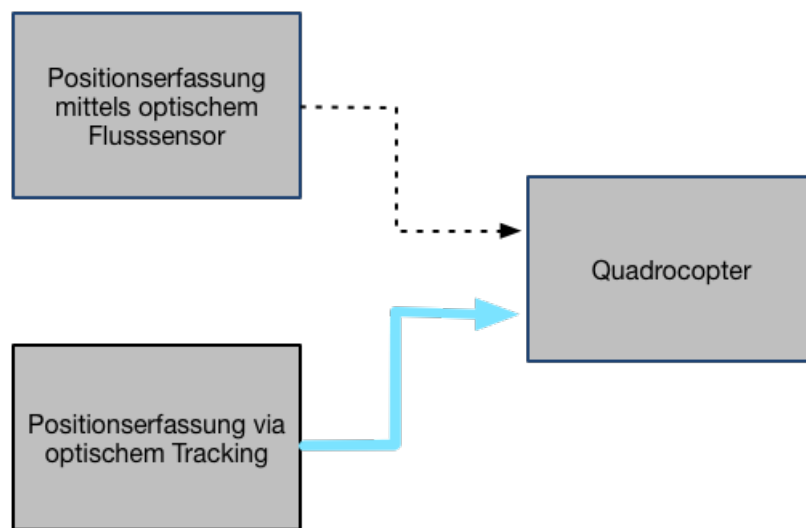 Positionserfassung
mittels optischem
Flusssensor
Quadrocopter
Positionserfassung via
optischem Tracking